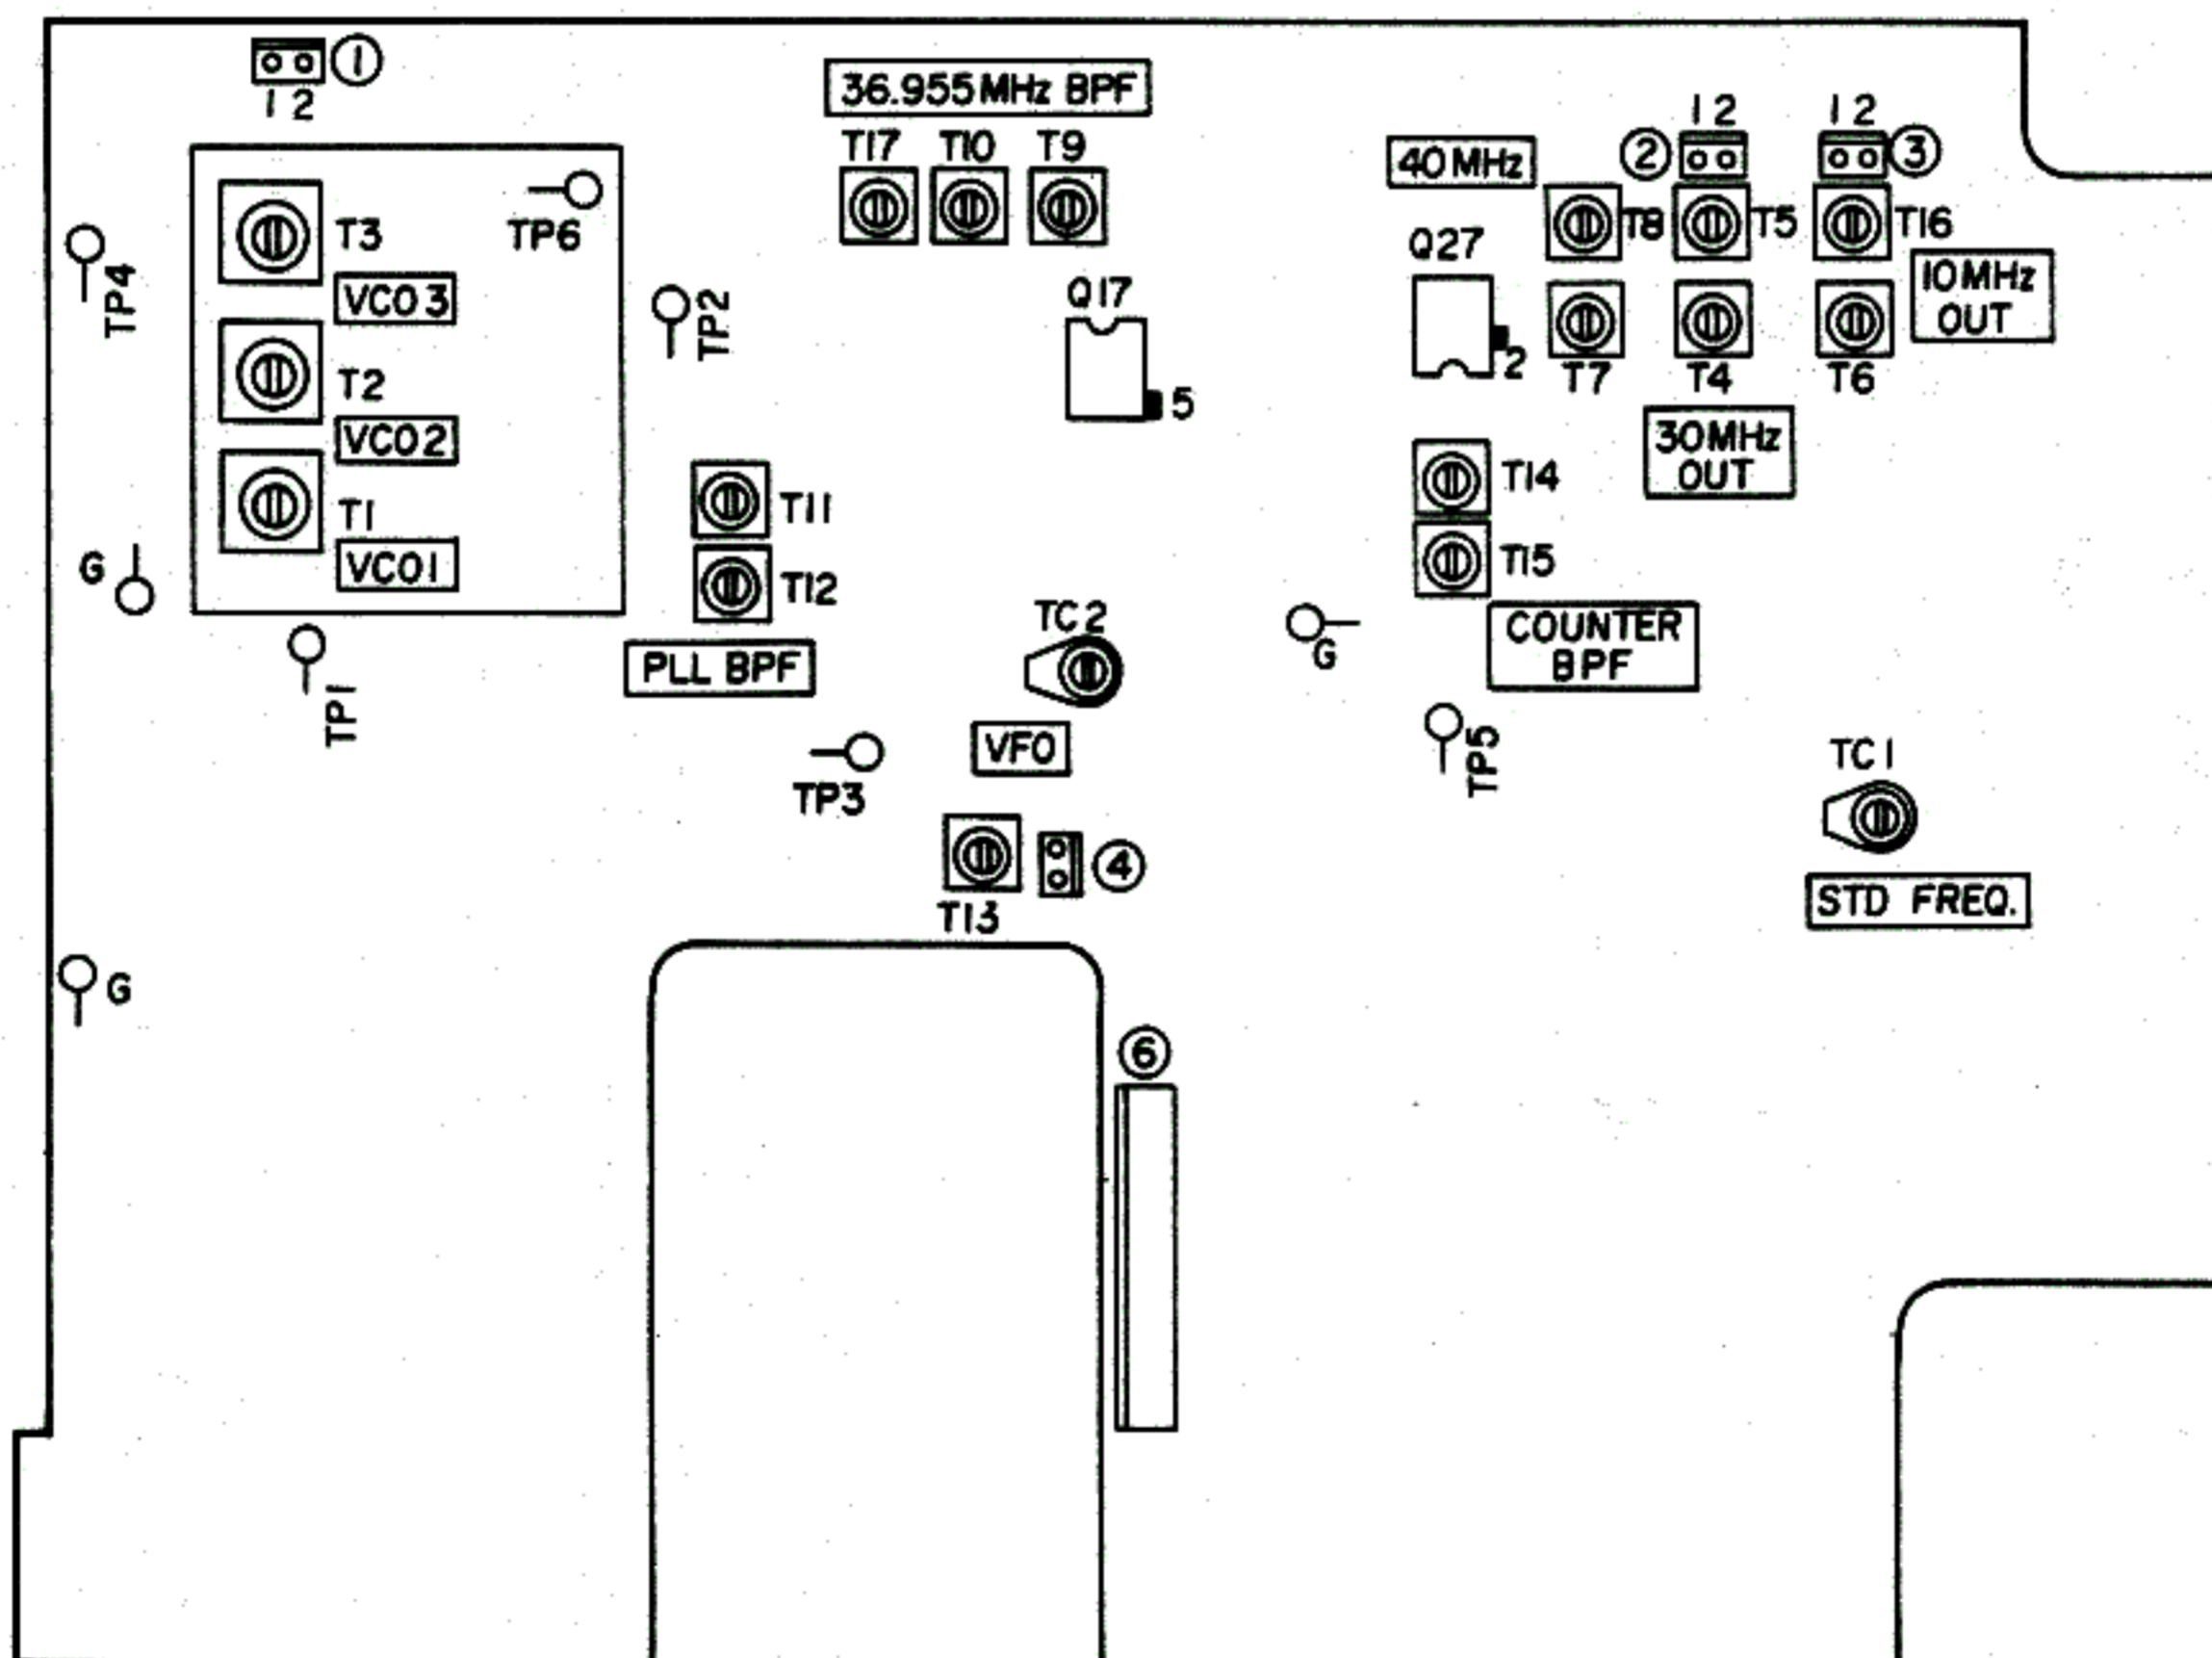 ①
1 2
36.955MHz BPF
T17 T10 T9
1 2
1 2
40MHz
②
③
T3
TP6
TP4
T8
T5
T16
Q27
VCO3
TP2
Q17
10MHz
OUT
2
T2
5
T7
T4
T6
VCO2
30MHz
OUT
T14
T1
T11
T15
VCO1
G
T12
TC2
COUNTER
BPF
G
PLL BPF
TP1
VFO
TP5
TC1
TP3
④
T13
STD FREQ.
G
⑥